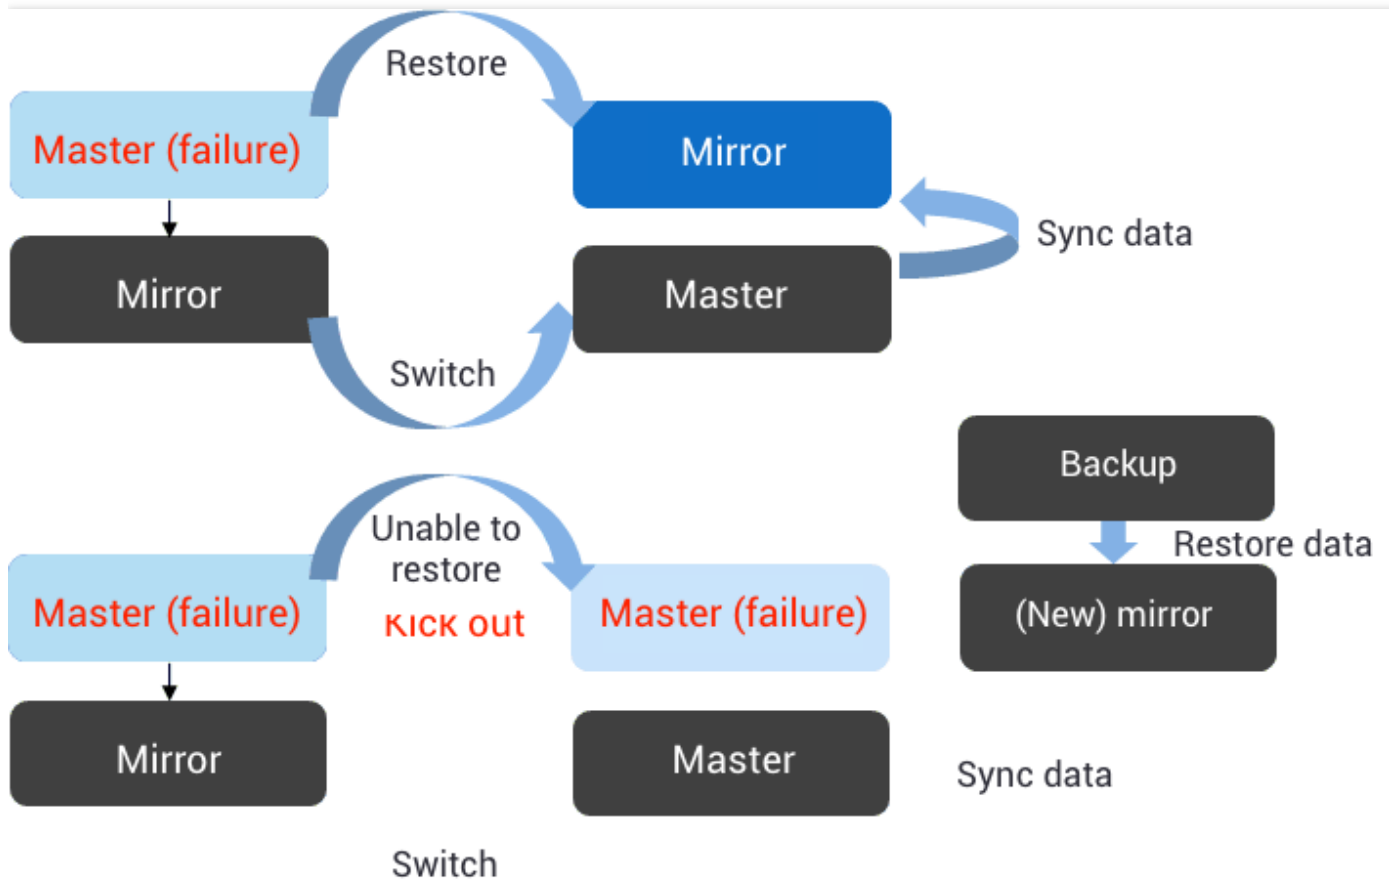 Restore
Master (failure)
Mirror
Mirror
Master
Sync data
Switch
Backup
Restore data
Unable to
restore
Kick out
Master (failure)
Master (failure)
(New) mirror
Mirror
Master
Sync data
Switch